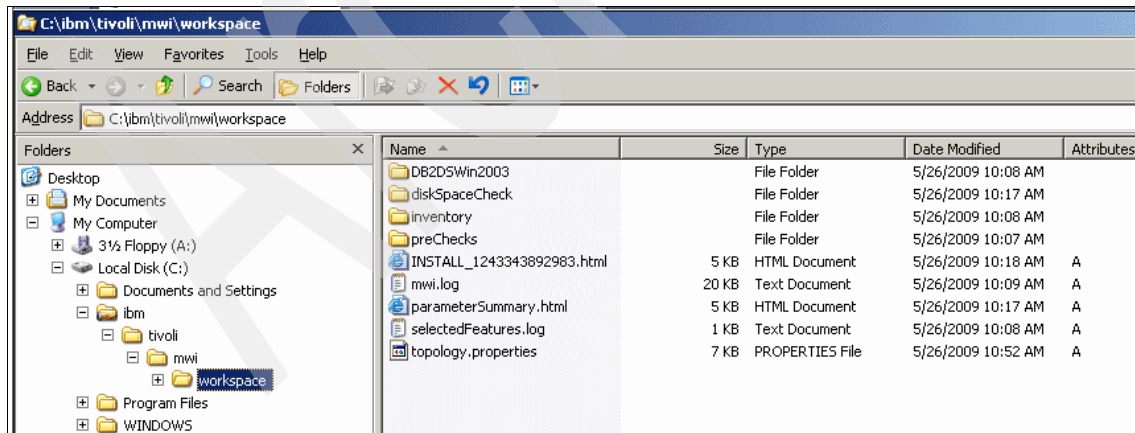 C:\ibm\tivoli\mwi\workspace
File Edit View Favorites Tools Help
Back Search Folders
Address C:\ibm\tivoli\mwi\workspace
Folders
Desktop
My Documents
My Computer
3½ Floppy (A:)
Local Disk (C:)
Documents and Settings
ibm
tivoli
mwi
workspace
Program Files
WINDOWS
Name Size Type Date Modified Attributes
DB2DSWin2003 File Folder 5/26/2009 10:08 AM
diskSpaceCheck File Folder 5/26/2009 10:17 AM
inventory File Folder 5/26/2009 10:08 AM
preChecks File Folder 5/26/2009 10:07 AM
INSTALL_1243343892983.html 5 KB HTML Document 5/26/2009 10:18 AM A
mwi.log 20 KB Text Document 5/26/2009 10:09 AM A
parameterSummary.html 5 KB HTML Document 5/26/2009 10:17 AM A
selectedFeatures.log 1 KB Text Document 5/26/2009 10:08 AM A
topology.properties 7 KB PROPERTIES File 5/26/2009 10:52 AM A